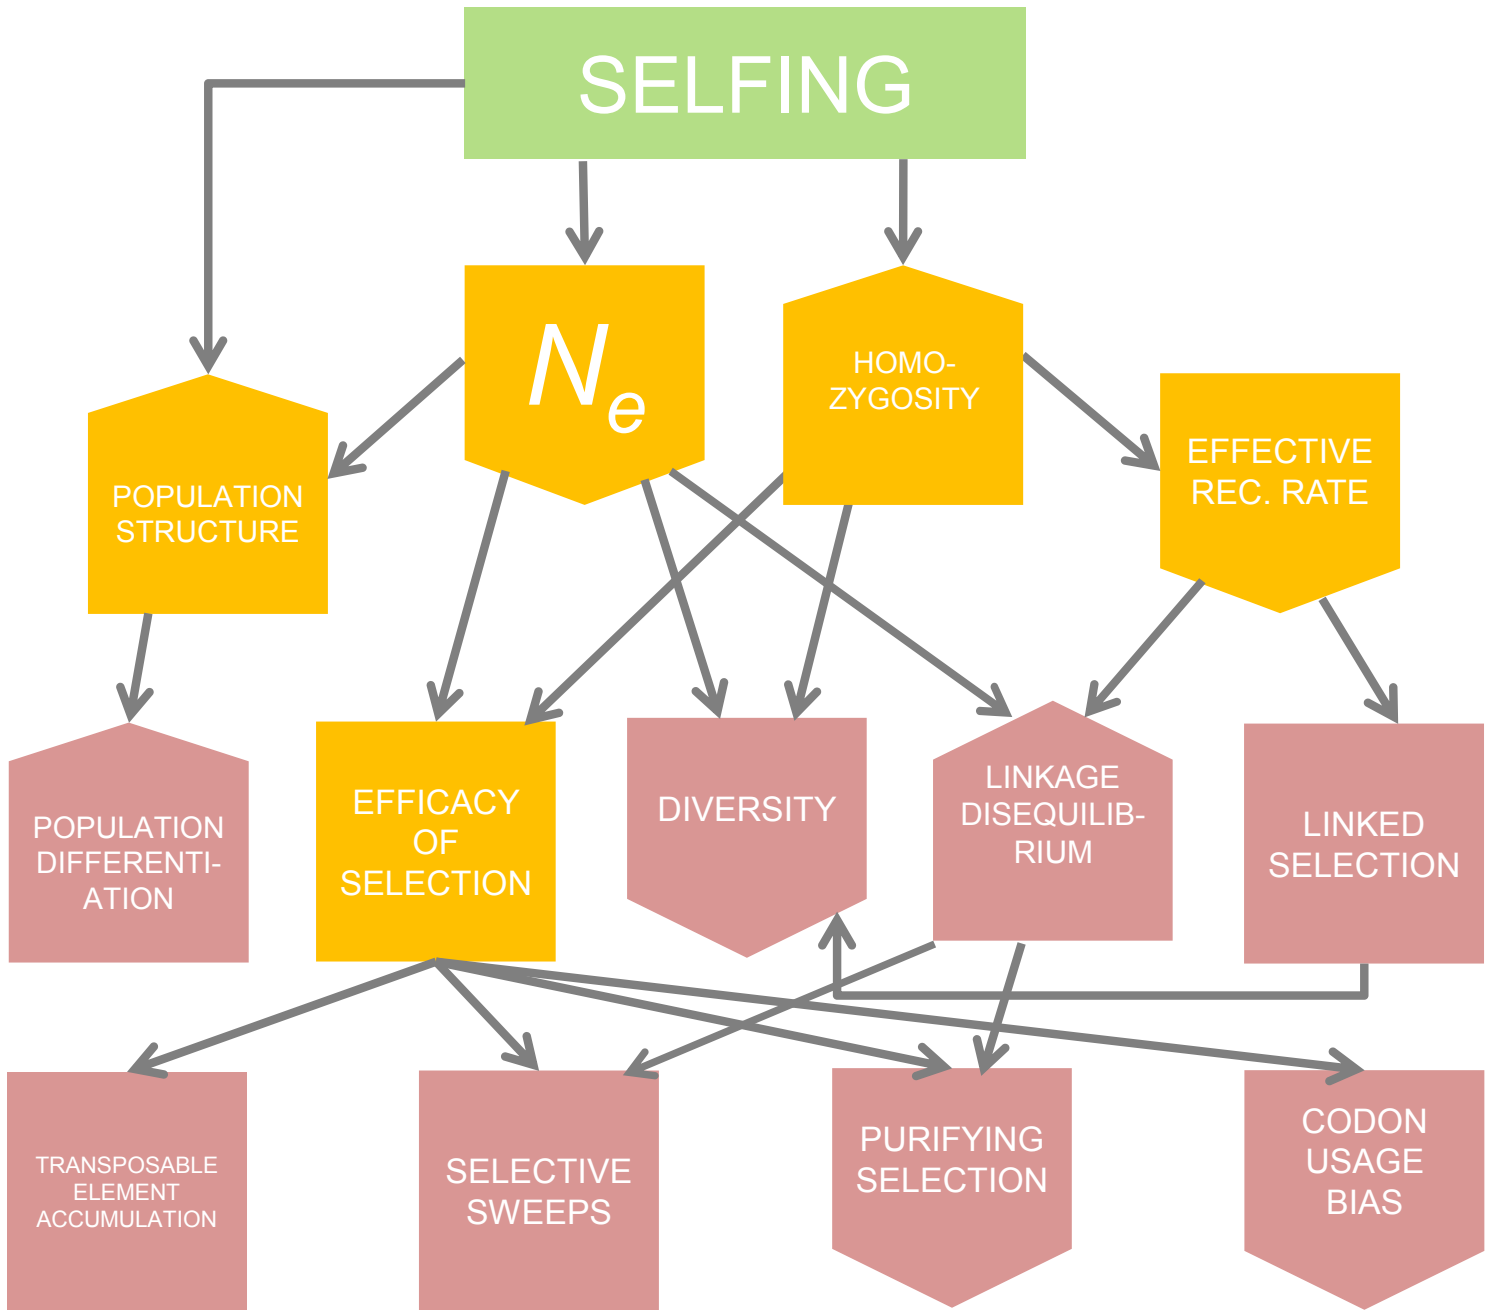 SELFING
Ne
HOMO-
ZYGOSITY
EFFECTIVE
REC. RATE
POPULATION
STRUCTURE
POPULATION
DIFFERENTI-
ATION
EFFICACY
OF
SELECTION
DIVERSITY
LINKAGE
DISEQUILIB-
RIUM
LINKED
SELECTION
TRANSPOSABLE
ELEMENT
ACCUMULATION
SELECTIVE
SWEEPS
PURIFYING
SELECTION
CODON
USAGE
BIAS